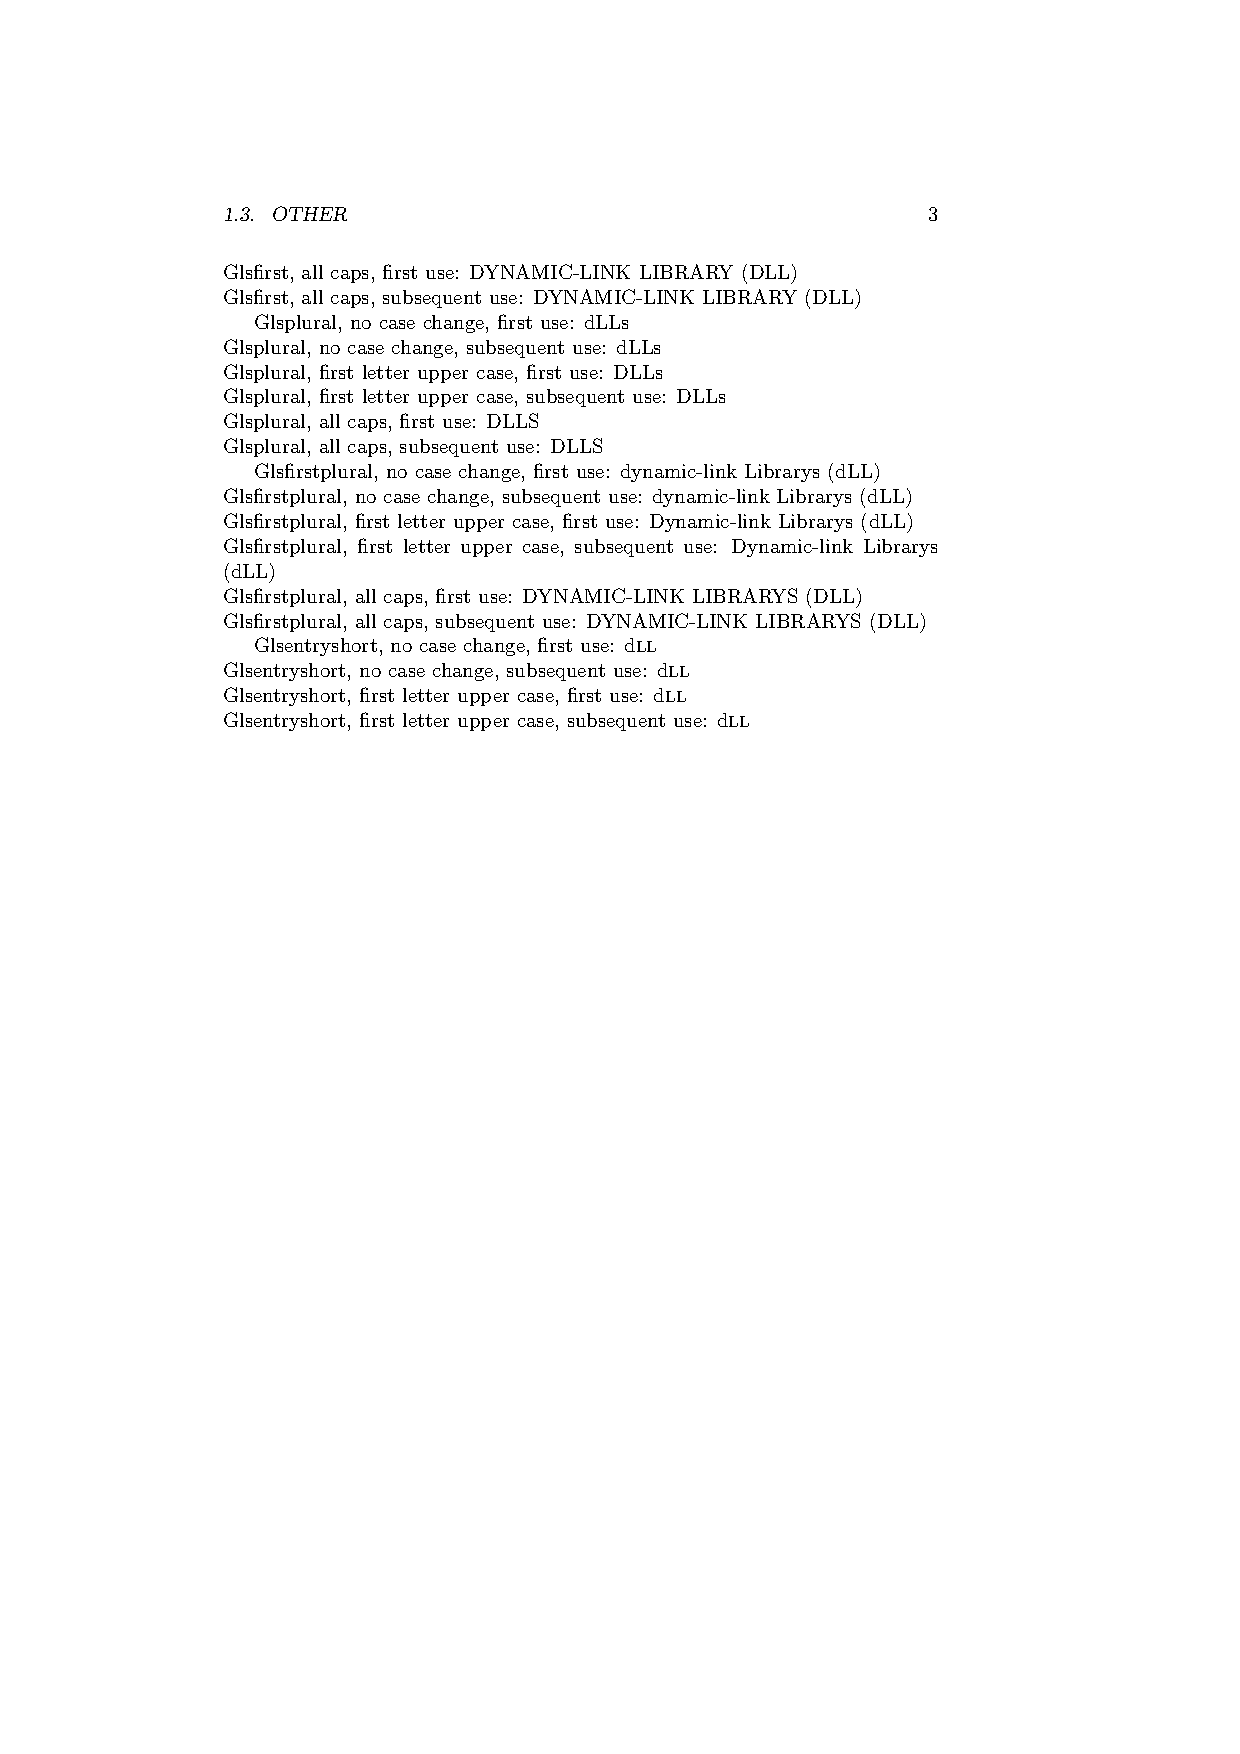 1.3. OTHER 3
Glsfirst, all caps, first use: DYNAMIC-LINK LIBRARY (DLL)
Glsfirst, all caps, subsequent use: DYNAMIC-LINK LIBRARY (DLL)
Glsplural, no case change, first use: dLLs
Glsplural, no case change, subsequent use: dLLs
Glsplural, first letter upper case, first use: DLLs
Glsplural, first letter upper case, subsequent use: DLLs
Glsplural, all caps, first use: DLLS
Glsplural, all caps, subsequent use: DLLS
Glsfirstplural, no case change, first use: dynamic-link Librarys (dLL)
Glsfirstplural, no case change, subsequent use: dynamic-link Librarys (dLL)
Glsfirstplural, first letter upper case, first use: Dynamic-link Librarys (dLL)
Glsfirstplural, first letter upper case, subsequent use: Dynamic-link Librarys
(dLL)
Glsfirstplural, all caps, first use: DYNAMIC-LINK LIBRARYS (DLL)
Glsfirstplural, all caps, subsequent use: DYNAMIC-LINK LIBRARYS (DLL)
Glsentryshort, no case change, first use: dʟʟ
Glsentryshort, no case change, subsequent use: dʟʟ
Glsentryshort, first letter upper case, first use: dʟʟ
Glsentryshort, first letter upper case, subsequent use: dʟʟ